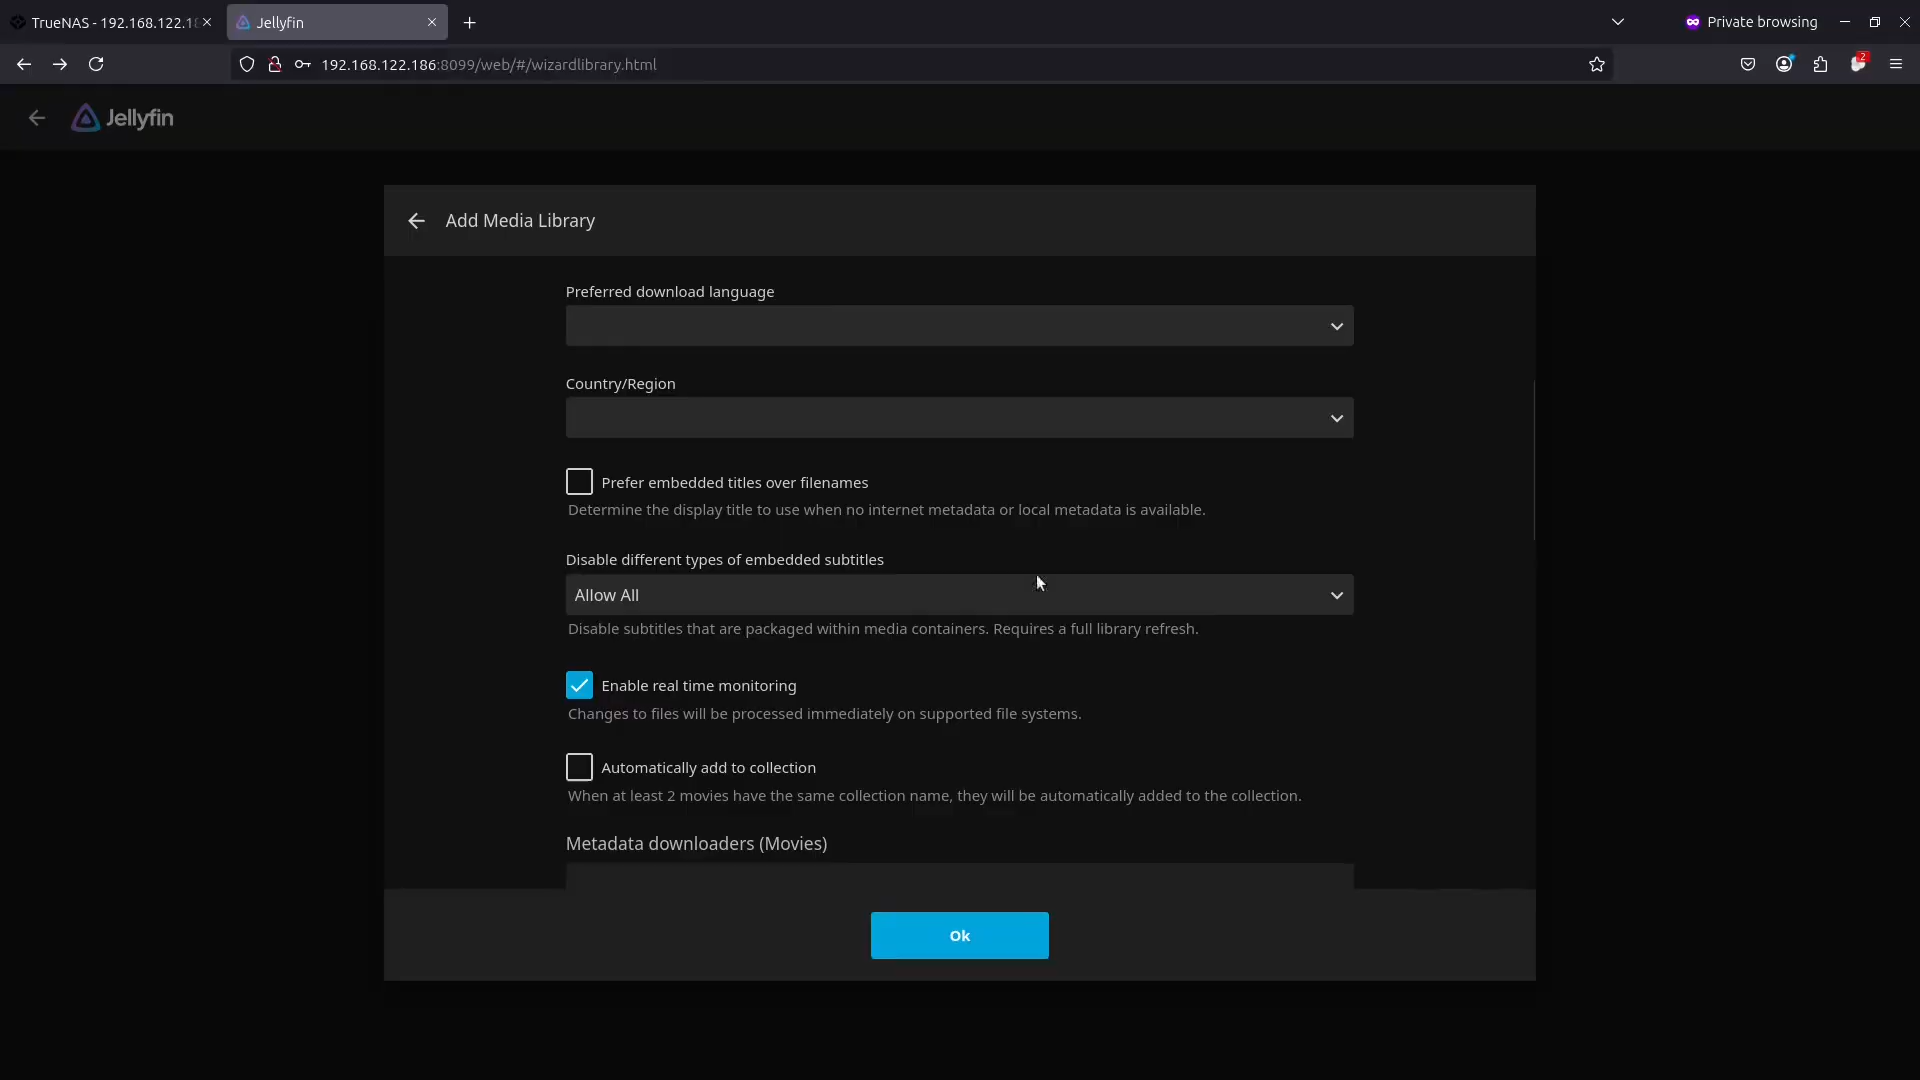 TrueNAS - 192.168.122.18
Jellyfin
Private browsing
192.168.122.186:8099/web/#/wizardlibrary.html
2
Jellyfin
Add Media Library
Preferred download language
Country/Region
Prefer embedded titles over filenames
Determine the display title to use when no internet metadata or local metadata is available.
Disable different types of embedded subtitles
Allow All
Disable subtitles that are packaged within media containers. Requires a full library refresh.
Enable real time monitoring
Changes to files will be processed immediately on supported file systems.
Automatically add to collection
When at least 2 movies have the same collection name, they will be automatically added to the collection.
Metadata downloaders (Movies)
Ok